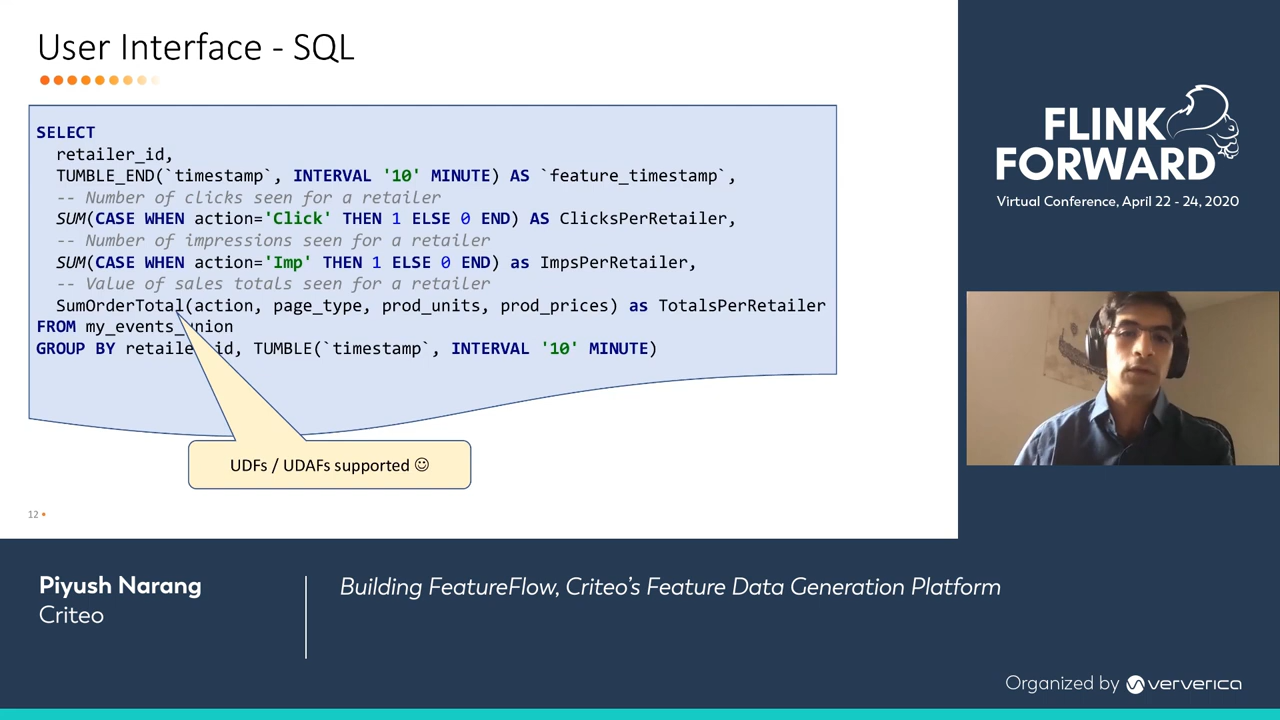 User Interface - SQL
SELECT
retailer_id,
TUMBLE_END(`timestamp`, INTERVAL '10' MINUTE) AS `feature_timestamp`,
-- Number of clicks seen for a retailer
SUM(CASE WHEN action='Click' THEN 1 ELSE 0 END) AS ClicksPerRetailer,
-- Number of impressions seen for a retailer
SUM(CASE WHEN action='Imp' THEN 1 ELSE 0 END) as ImpsPerRetailer,
-- Value of sales totals seen for a retailer
SumOrderTotal(action, page_type, prod_units, prod_prices) as TotalsPerRetailer
FROM my_events_union
GROUP BY retailer_id, TUMBLE(`timestamp`, INTERVAL '10' MINUTE)
UDFs / UDAFs supported ☺
12
FLINK
FORWARD
Virtual Conference, April 22 - 24, 2020
Piyush Narang
Criteo
Building FeatureFlow, Criteo's Feature Data Generation Platform
Organized by ververica